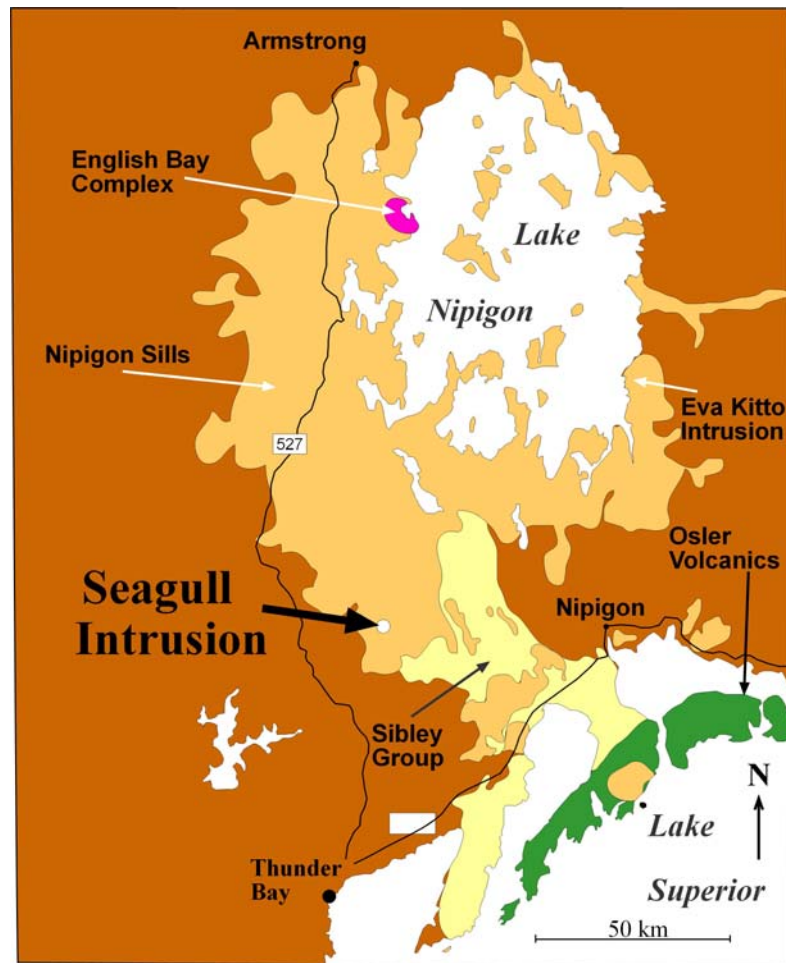 Armstrong
English Bay
Complex
Lake
Nipigon
Nipigon Sills
Eva Kitto
Intrusion
527
Osler
Volcanics
Seagull
Intrusion
Nipigon
Sibley
Group
N
Lake
Superior
Thunder
Bay
50 km